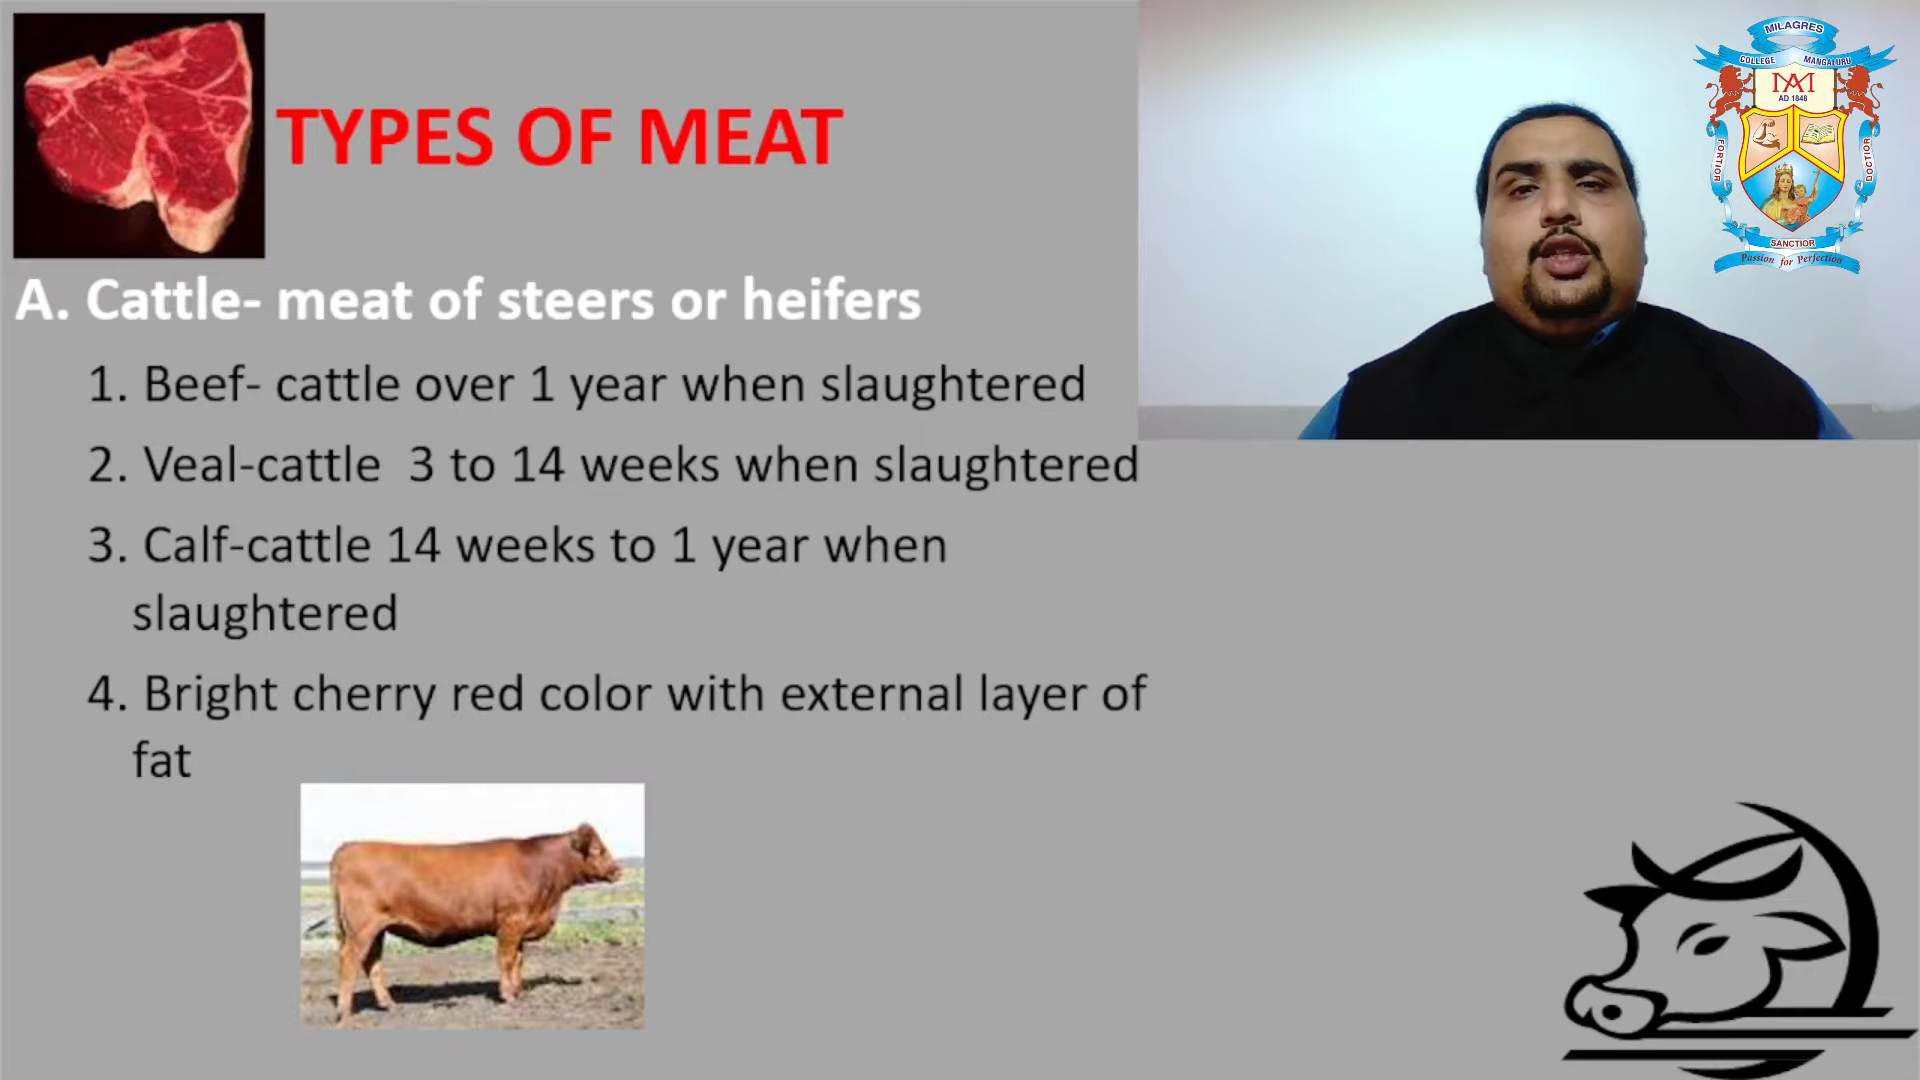 TYPES OF MEAT
A. Cattle- meat of steers or heifers
1. Beef- cattle over 1 year when slaughtered
2. Veal-cattle 3 to 14 weeks when slaughtered
3. Calf-cattle 14 weeks to 1 year when
slaughtered
4. Bright cherry red color with external layer of
fat
MILAGRES
COLLEGE MANGALURU
AD 1848
FORTIOR
DOCTIOR
SANCTIOR
Passion for Perfection